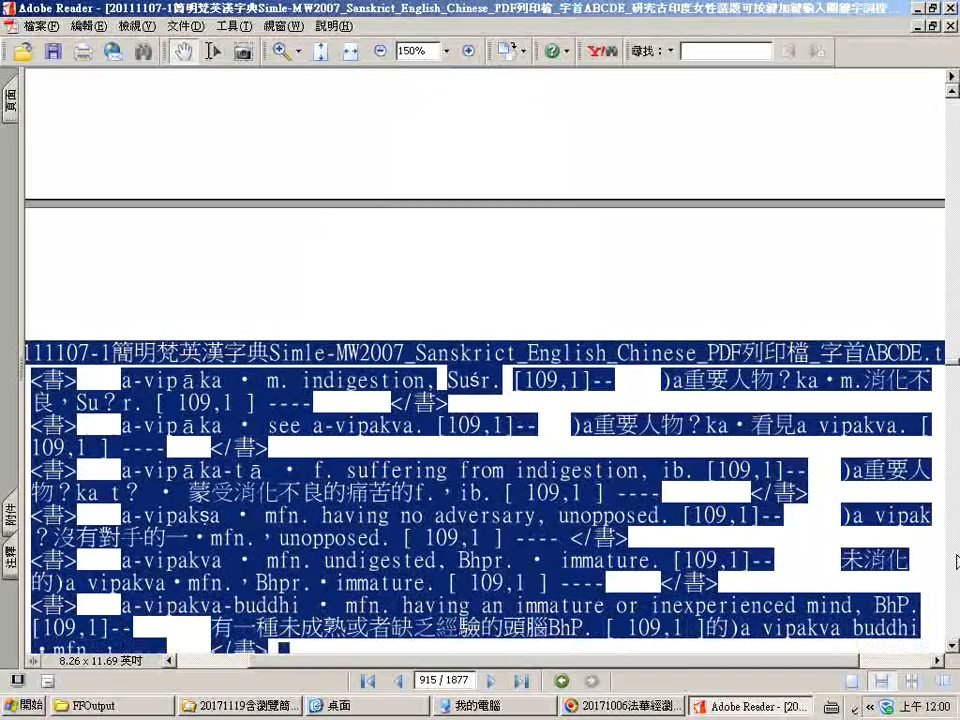 Adobe Reader - [20111107-1簡明梵英漢字典Simle-MW2007_Sanskrict_English_Chinese_PDF列印檔_字首ABCDE_研究古印度女性議題可按鍵加鍵輸入關鍵字詞搜...
檔案(F) 編輯(E) 檢視(V) 文件(D) 工具(T) 視窗(W) 說明(H)
150% Y! 尋找:
頁面
111107-1簡明梵英漢字典Simle-MW2007_Sanskrict_English_Chinese_PDF列印檔_字首ABCDE.t
<書> a-vipāka • m. indigestion, Suśr. [109,1]-- )a重要人物?ka•m.消化不
良，Su?r. [ 109,1 ] ---- </書>
<書> a-vipāka • see a-vipakva. [109,1]-- )a重要人物?ka•看見a vipakva. [
109,1 ] ---- </書>
<書> a-vipāka-tā • f. suffering from indigestion, ib. [109,1]-- )a重要人
物?ka t? • 蒙受消化不良的痛苦的f.，ib. [ 109,1 ] ---- </書>
<書> a-vipakṣa • mfn. having no adversary, unopposed. [109,1]-- )a vipak
?沒有對手的一•mfn.，unopposed. [ 109,1 ] ---- </書>
<書> a-vipakva • mfn. undigested, Bhpr. • immature. [109,1]-- 未消化
的)a vipakva•mfn.，Bhpr.•immature. [ 109,1 ] ---- </書>
<書> a-vipakva-buddhi • mfn. having an immature or inexperienced mind, BhP.
[109,1]-- 有一種未成熟或者缺乏經驗的頭腦BhP. [ 109,1 ]的)a vipakva buddhi
•mfn.， ---- </書>
附件
注釋
8.26 x 11.69 英吋
915 / 1877
開始 FFOutput 20171119含瀏覽簡... 桌面 我的電腦 20171006法華經瀏... Adobe Reader - [20... 上午 12:00